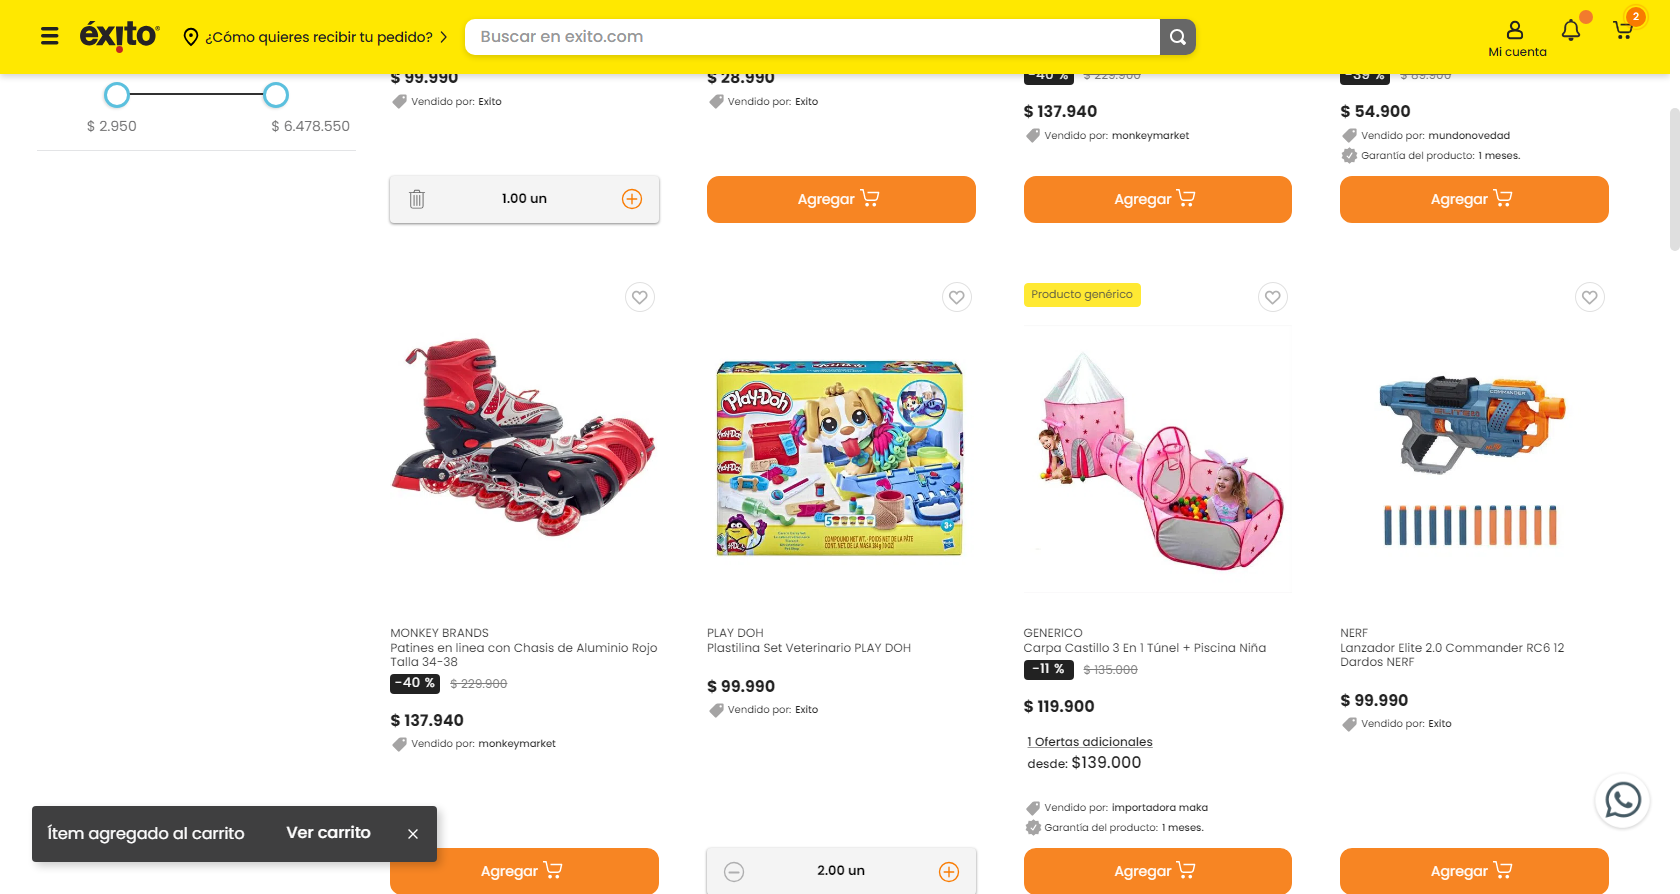 éxito
¿Cómo quieres recibir tu pedido?
Buscar en exito.com
Mi cuenta
2
$ 2.950
$ 6.478.550
$ 99.990
Vendido por: Exito
1.00 un
$ 28.990
Vendido por: Exito
Agregar
-40 % $ 229.900
$ 137.940
Vendido por: monkeymarket
Agregar
-39 % $ 89.900
$ 54.900
Vendido por: mundonovedad
Garantía del producto: 1 meses.
Agregar
MONKEY BRANDS
Patines en linea con Chasis de Aluminio Rojo
Talla 34-38
-40 % $ 229.900
$ 137.940
Vendido por: monkeymarket
Agregar
Play-Doh
PLAY DOH
Plastilina Set Veterinario PLAY DOH
$ 99.990
Vendido por: Exito
2.00 un
Producto genérico
GENERICO
Carpa Castillo 3 En 1 Túnel + Piscina Niña
-11 % $ 135.000
$ 119.900
1 Ofertas adicionales
desde: $139.000
Vendido por: importadora maka
Garantía del producto: 1 meses.
Agregar
NERF
Lanzador Elite 2.0 Commander RC6 12
Dardos NERF
$ 99.990
Vendido por: Exito
Agregar
Ítem agregado al carrito
Ver carrito